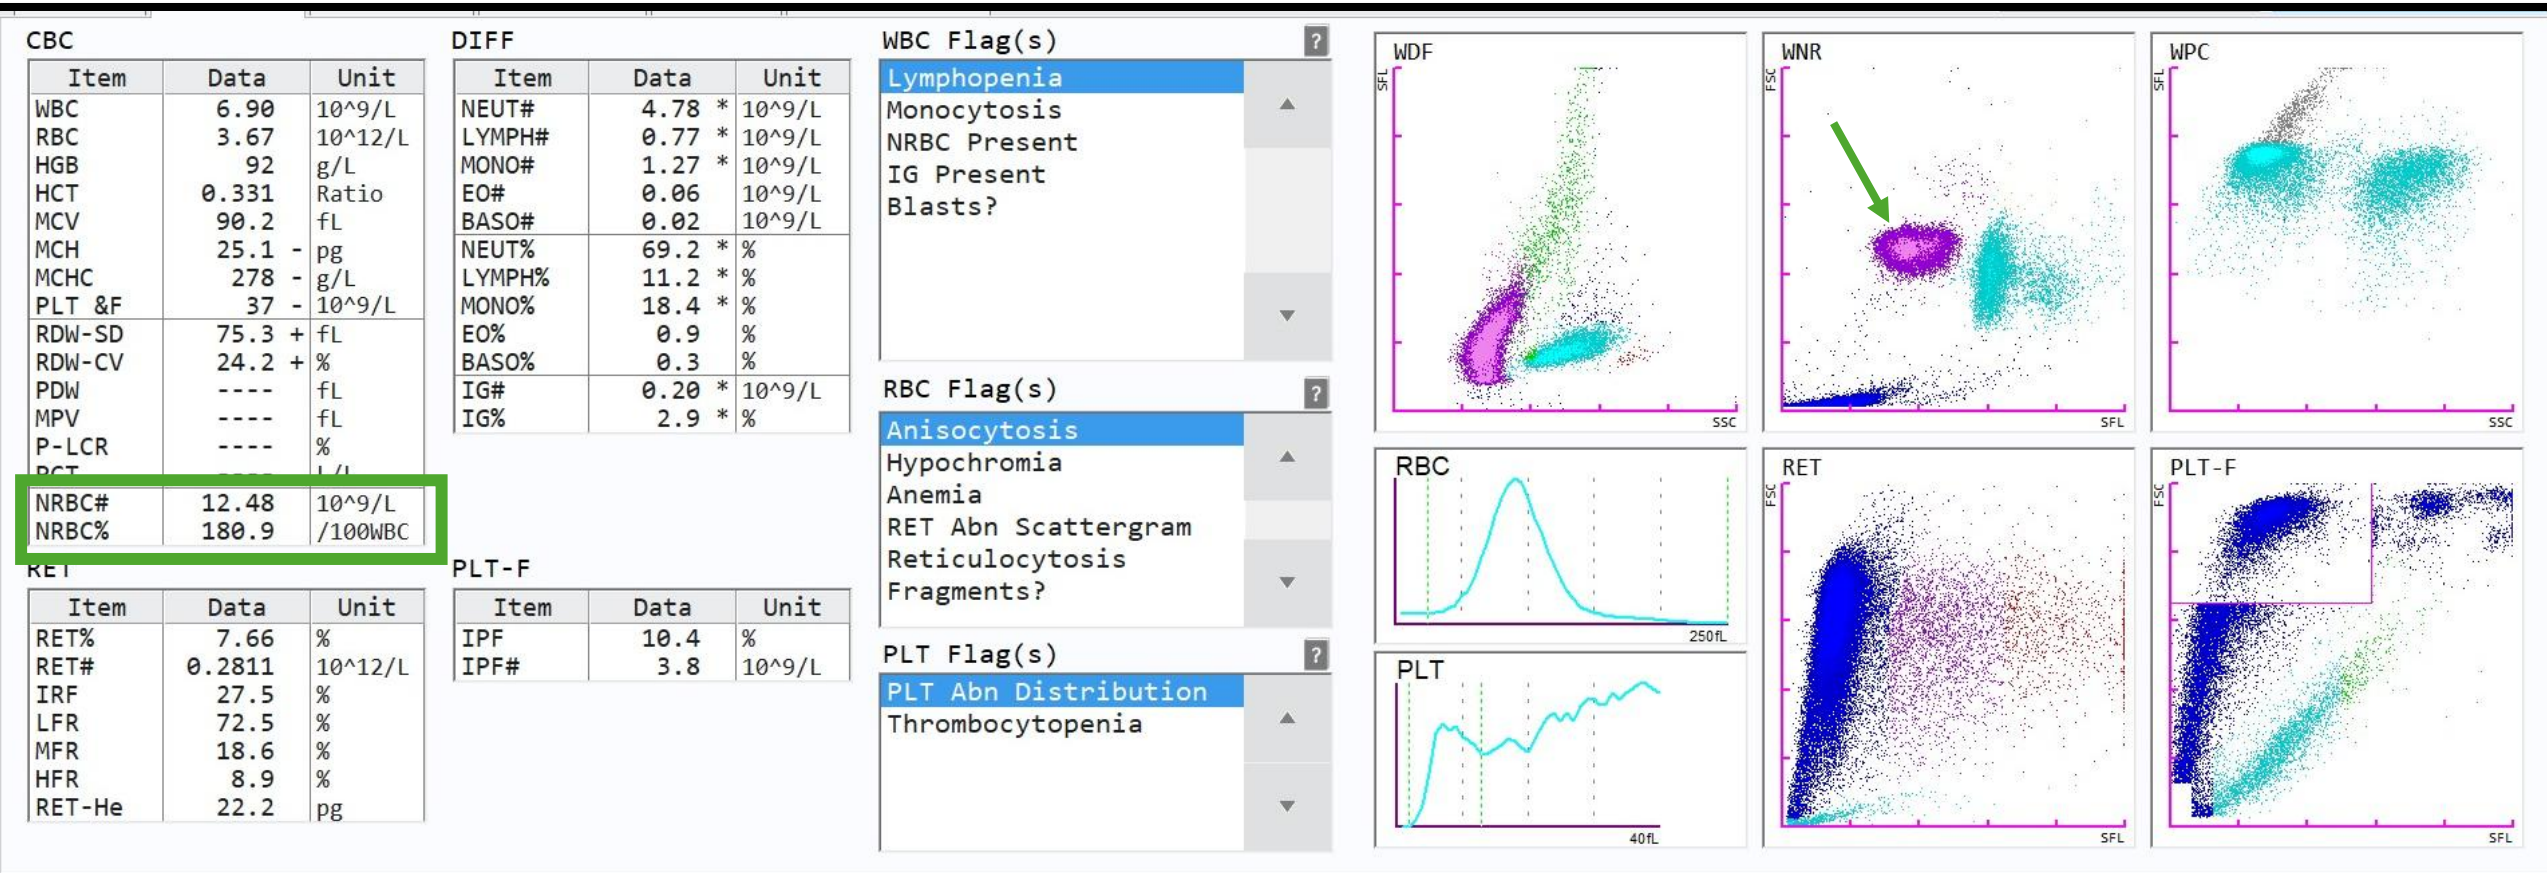 CBC
Item Data Unit
WBC 6.90 10^9/L
RBC 3.67 10^12/L
HGB 92 g/L
HCT 0.331 Ratio
MCV 90.2 fL
MCH 25.1 - pg
MCHC 278 - g/L
PLT &F 37 - 10^9/L
RDW-SD 75.3 + fL
RDW-CV 24.2 + %
PDW ---- fL
MPV ---- fL
P-LCR ---- %
PCT ---- L/L
NRBC# 12.48 10^9/L
NRBC% 180.9 /100WBC
RET
Item Data Unit
RET% 7.66 %
RET# 0.2811 10^12/L
IRF 27.5 %
LFR 72.5 %
MFR 18.6 %
HFR 8.9 %
RET-He 22.2 pg
DIFF
Item Data Unit
NEUT# 4.78 * 10^9/L
LYMPH# 0.77 * 10^9/L
MONO# 1.27 * 10^9/L
EO# 0.06 10^9/L
BASO# 0.02 10^9/L
NEUT% 69.2 * %
LYMPH% 11.2 * %
MONO% 18.4 * %
EO% 0.9 %
BASO% 0.3 %
IG# 0.20 * 10^9/L
IG% 2.9 * %
PLT-F
Item Data Unit
IPF 10.4 %
IPF# 3.8 10^9/L
WBC Flag(s) ?
Lymphopenia
Monocytosis
NRBC Present
IG Present
Blasts?
RBC Flag(s) ?
Anisocytosis
Hypochromia
Anemia
RET Abn Scattergram
Reticulocytosis
Fragments?
PLT Flag(s) ?
PLT Abn Distribution
Thrombocytopenia
WDF
SFL
SSC
WNR
FSC
SFL
WPC
SFL
SSC
RBC
250fL
PLT
40fL
RET
FSC
SFL
PLT-F
FSC
SFL